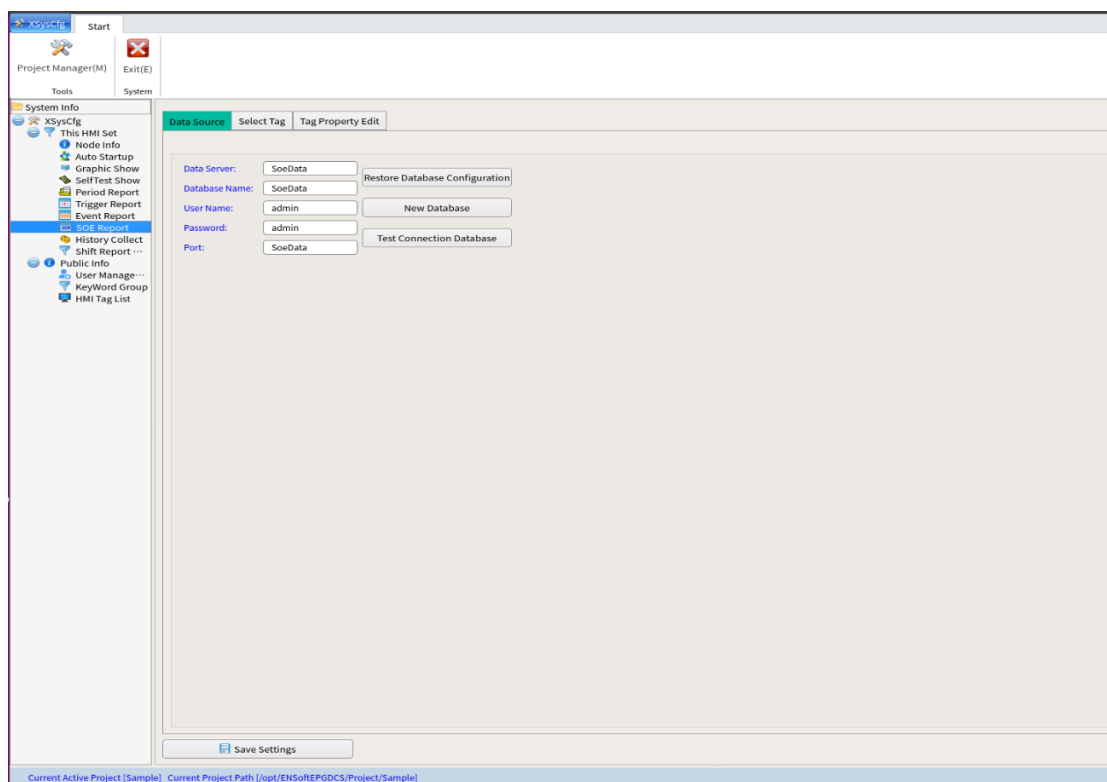 XSysCfg Start
Project Manager(M) Exit(E)
Tools System
System Info
XSysCfg
This HMI Set
Node Info
Auto Startup
Graphic Show
SelfTest Show
Period Report
Trigger Report
Event Report
SOE Report
History Collect
Shift Report ···
Public Info
User Manage···
KeyWord Group
HMI Tag List
Data Source Select Tag Tag Property Edit
Data Server: SoeData
Restore Database Configuration
Database Name: SoeData
User Name: admin New Database
Password: admin
Test Connection Database
Port: SoeData
Save Settings
Current Active Project [Sample] Current Project Path [/opt/ENSoftEPGDCS/Project/Sample]